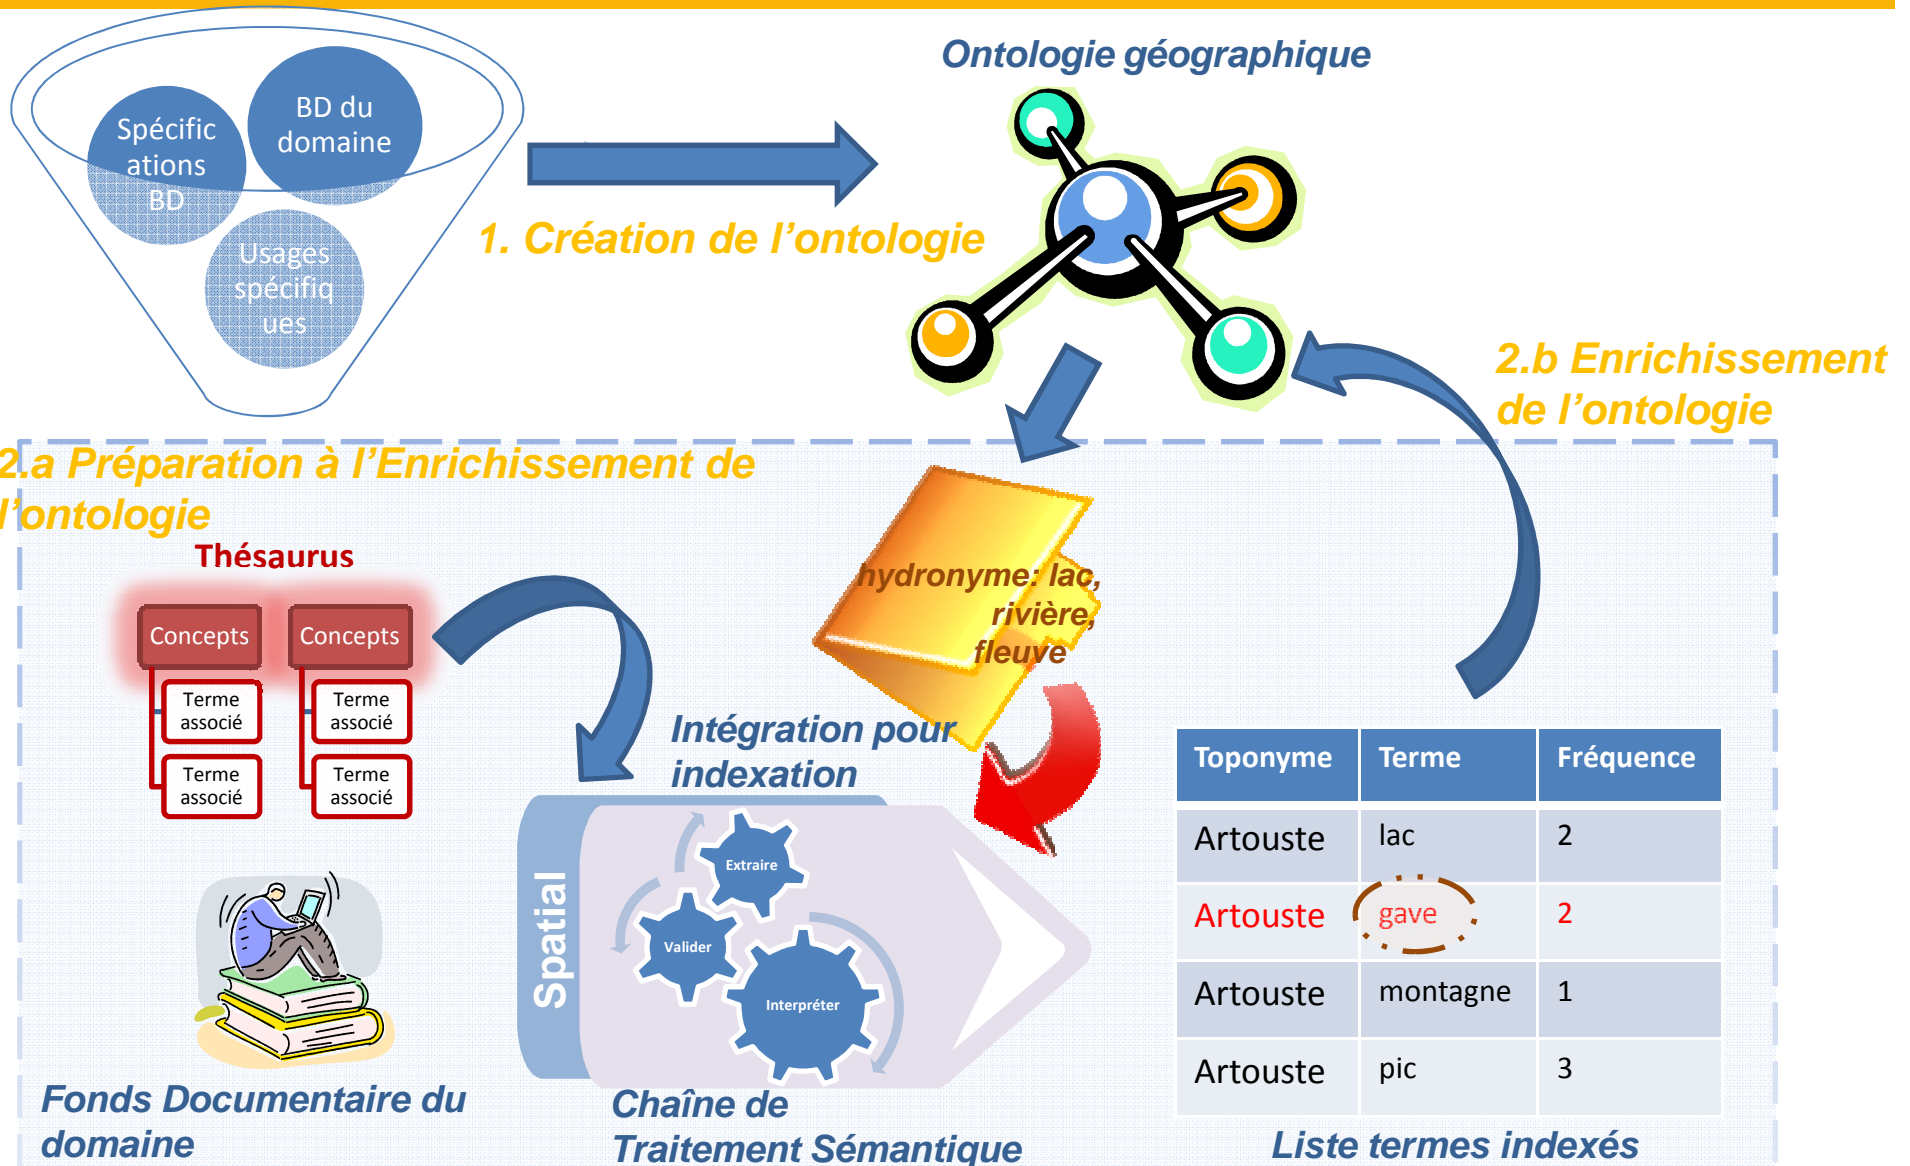 Ontologie géographique
Spécific
ations
BD
BD du
domaine
Usages
spécifiq
ues
1. Création de l'ontologie
2.b Enrichissement
de l'ontologie
2.a Préparation à l'Enrichissement de
l'ontologie
Thésaurus
Concepts
Concepts
Terme
associé
Terme
associé
Terme
associé
Terme
associé
hydronyme: lac,
rivière,
fleuve
Intégration pour
indexation
Spatial
Extraire
Valider
Interpréter
Toponyme Terme Fréquence
Artouste lac 2
Artouste gave 2
Artouste montagne 1
Artouste pic 3
Fonds Documentaire du
domaine
Chaîne de
Traitement Sémantique
Liste termes indexés